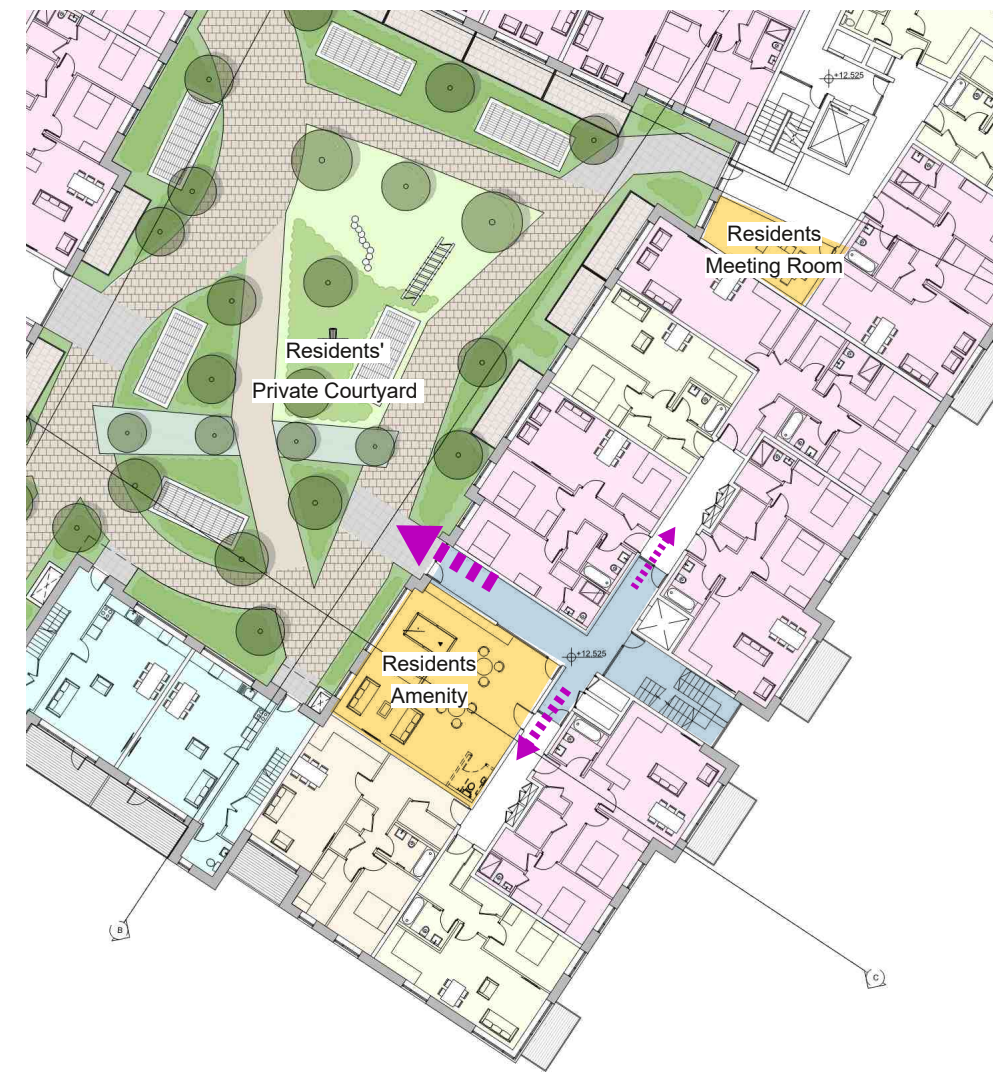 +12.525
Residents
Meeting Room
Residents'
Private Courtyard
+12.525
Residents
Amenity
B
C